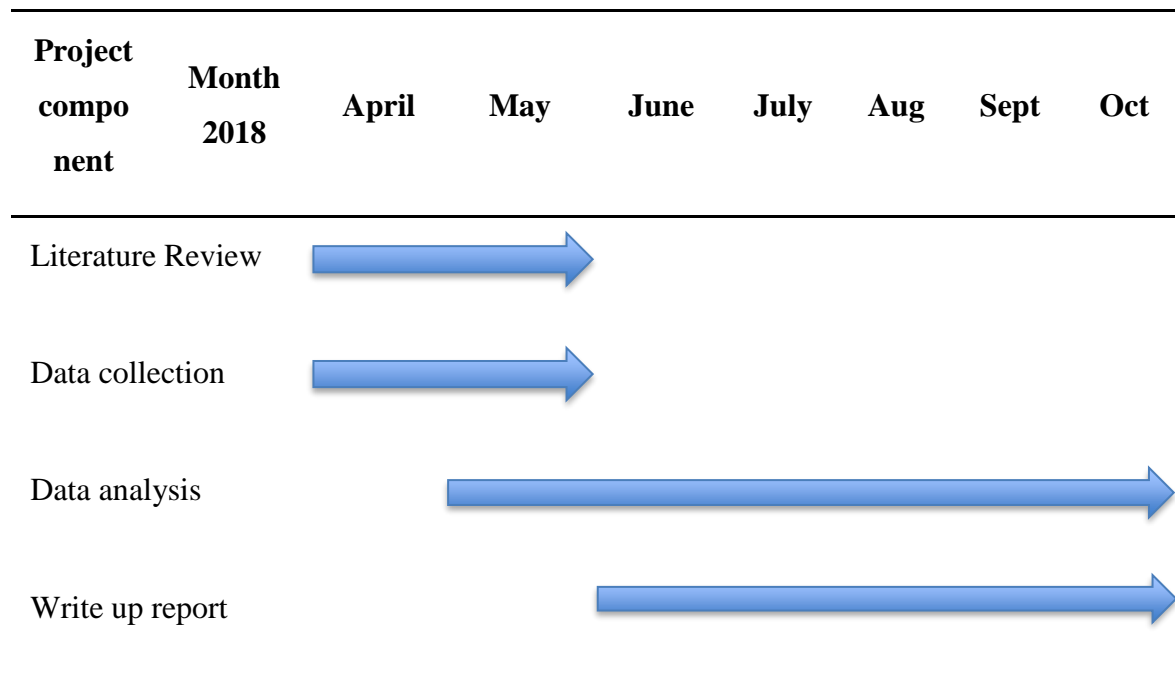 Project
compo
nent
Month
2018
April May June July Aug Sept Oct
Literature Review
Data collection
Data analysis
Write up report